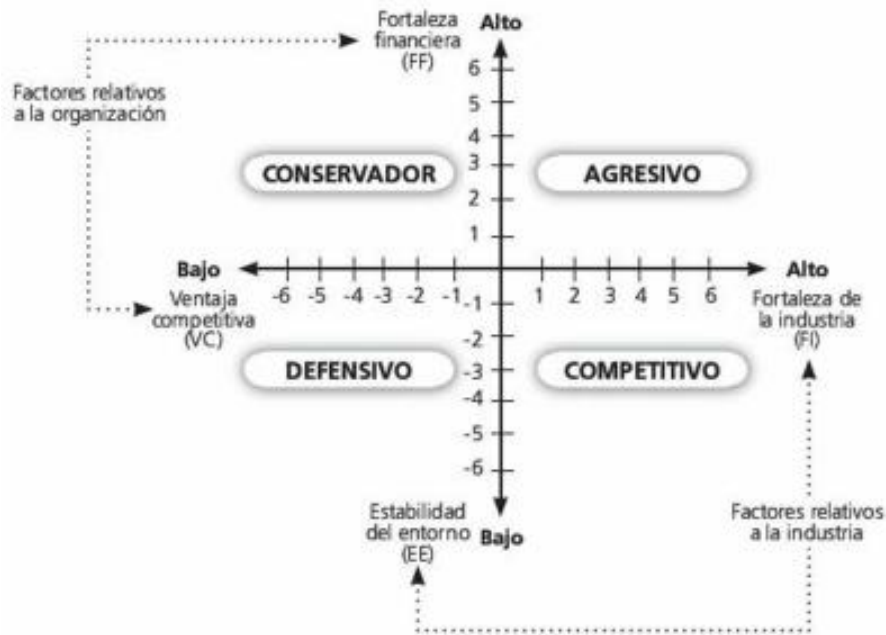 Fortaleza
financiera
(FF)
Alto
6
5
4
3
2
1
Factores relativos
a la organización
CONSERVADOR
AGRESIVO
Bajo
Alto
-6 -5 -4 -3 -2 -1
1 2 3 4 5 6
Ventaja
competitiva
(VC)
Fortaleza de
la industria
(FI)
-1
-2
-3
-4
-5
-6
DEFENSIVO
COMPETITIVO
Estabilidad
del entorno
(EE)
Bajo
Factores relativos
a la industria